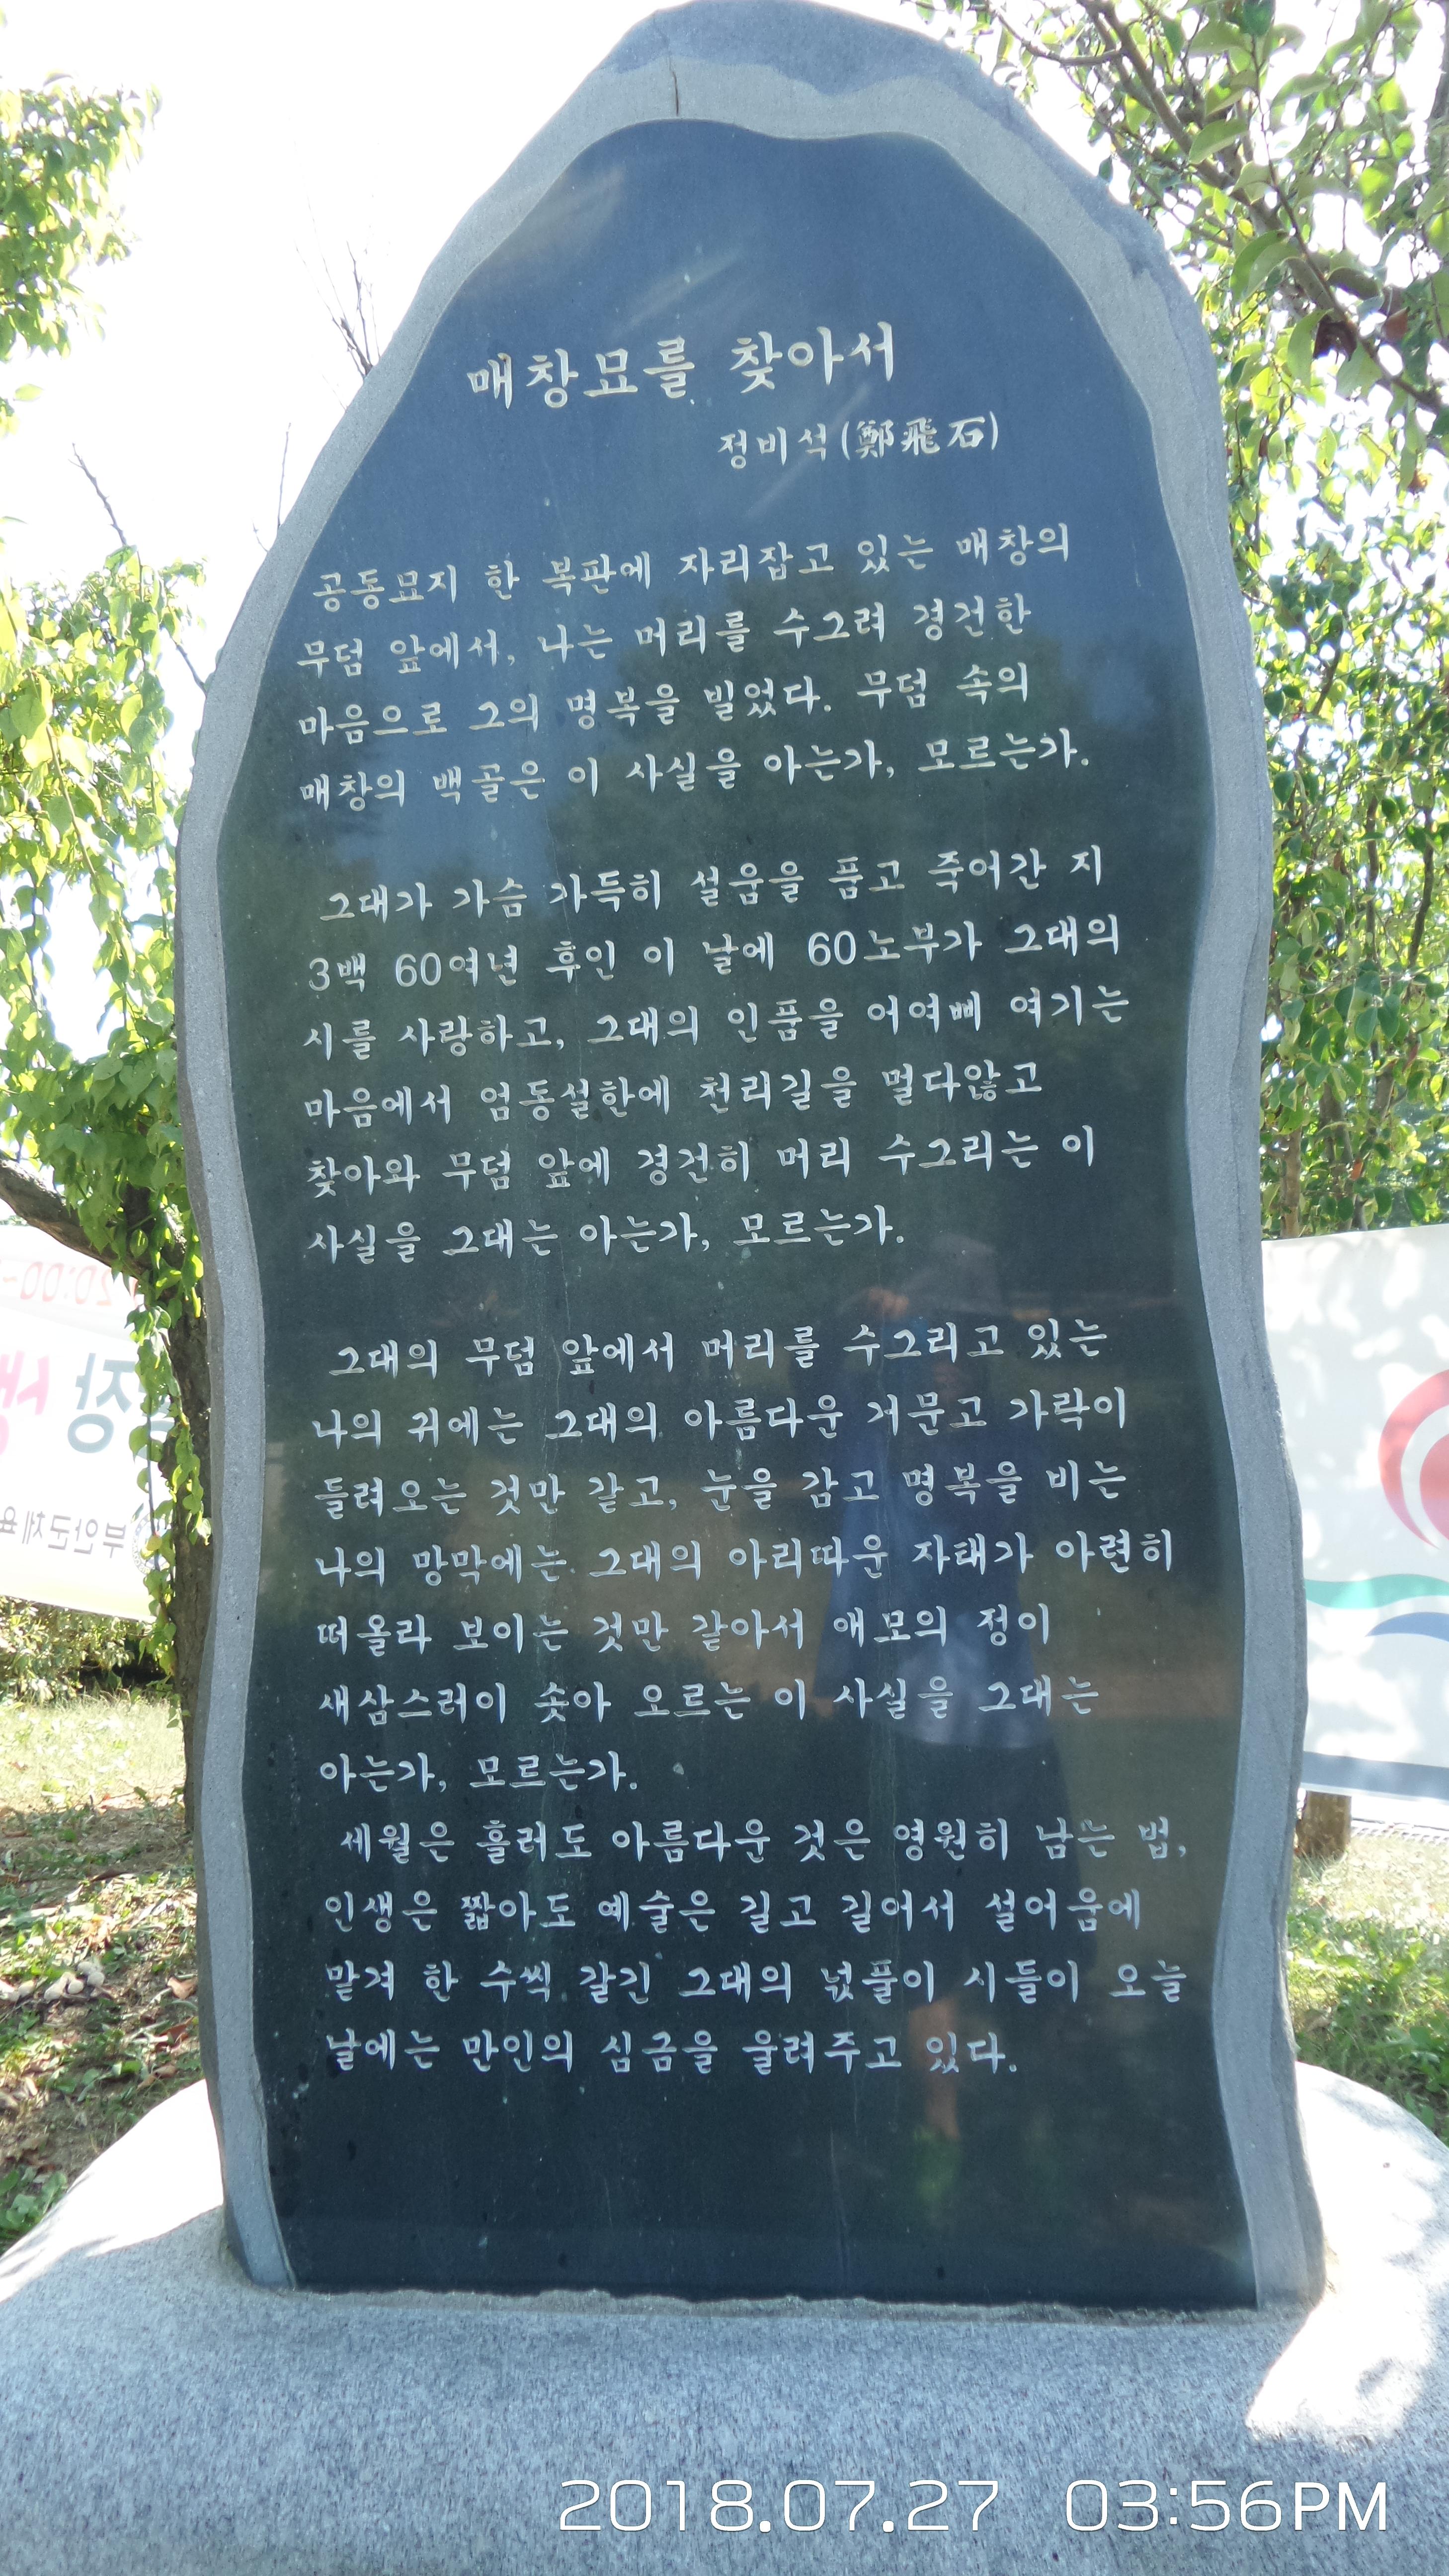 매창묘를 찾아서
정비석(鄭飛石)
공동묘지 한 복판에 자리잡고 있는 매창의
무덤 앞에서, 나는 머리를 수그려 경건한
마음으로 그의 명복을 빌었다. 무덤 속의
매창의 백골은 이 사실을 아는가, 모르는가.
그대가 가슴 가득히 설움을 품고 죽어간 지
3백 60여년 후인 이 날에 60노부가 그대의
시를 사랑하고, 그대의 인품을 어여삐 여기는
마음에서 엄동설한에 천리길을 멀다않고
찾아와 무덤 앞에 경건히 머리 수그리는 이
사실을 그대는 아는가, 모르는가.
그대의 무덤 앞에서 머리를 수그리고 있는
나의 귀에는 그대의 아름다운 거문고 가락이
들려오는 것만 같고, 눈을 감고 명복을 비는
나의 망막에는 그대의 아리따운 자태가 아련히
떠올라 보이는 것만 같아서 애모의 정이
새삼스러이 솟아 오르는 이 사실을 그대는
아는가, 모르는가.
세월은 흘러도 아름다운 것은 영원히 남는 법,
인생은 짧아도 예술은 길고 길어서 설어움에
맡겨 한 수씩 갈긴 그대의 넋풀이 시들이 오늘
날에는 만인의 심금을 울려주고 있다.
20:00
장
부안군체육
2018.07.27 03:56PM